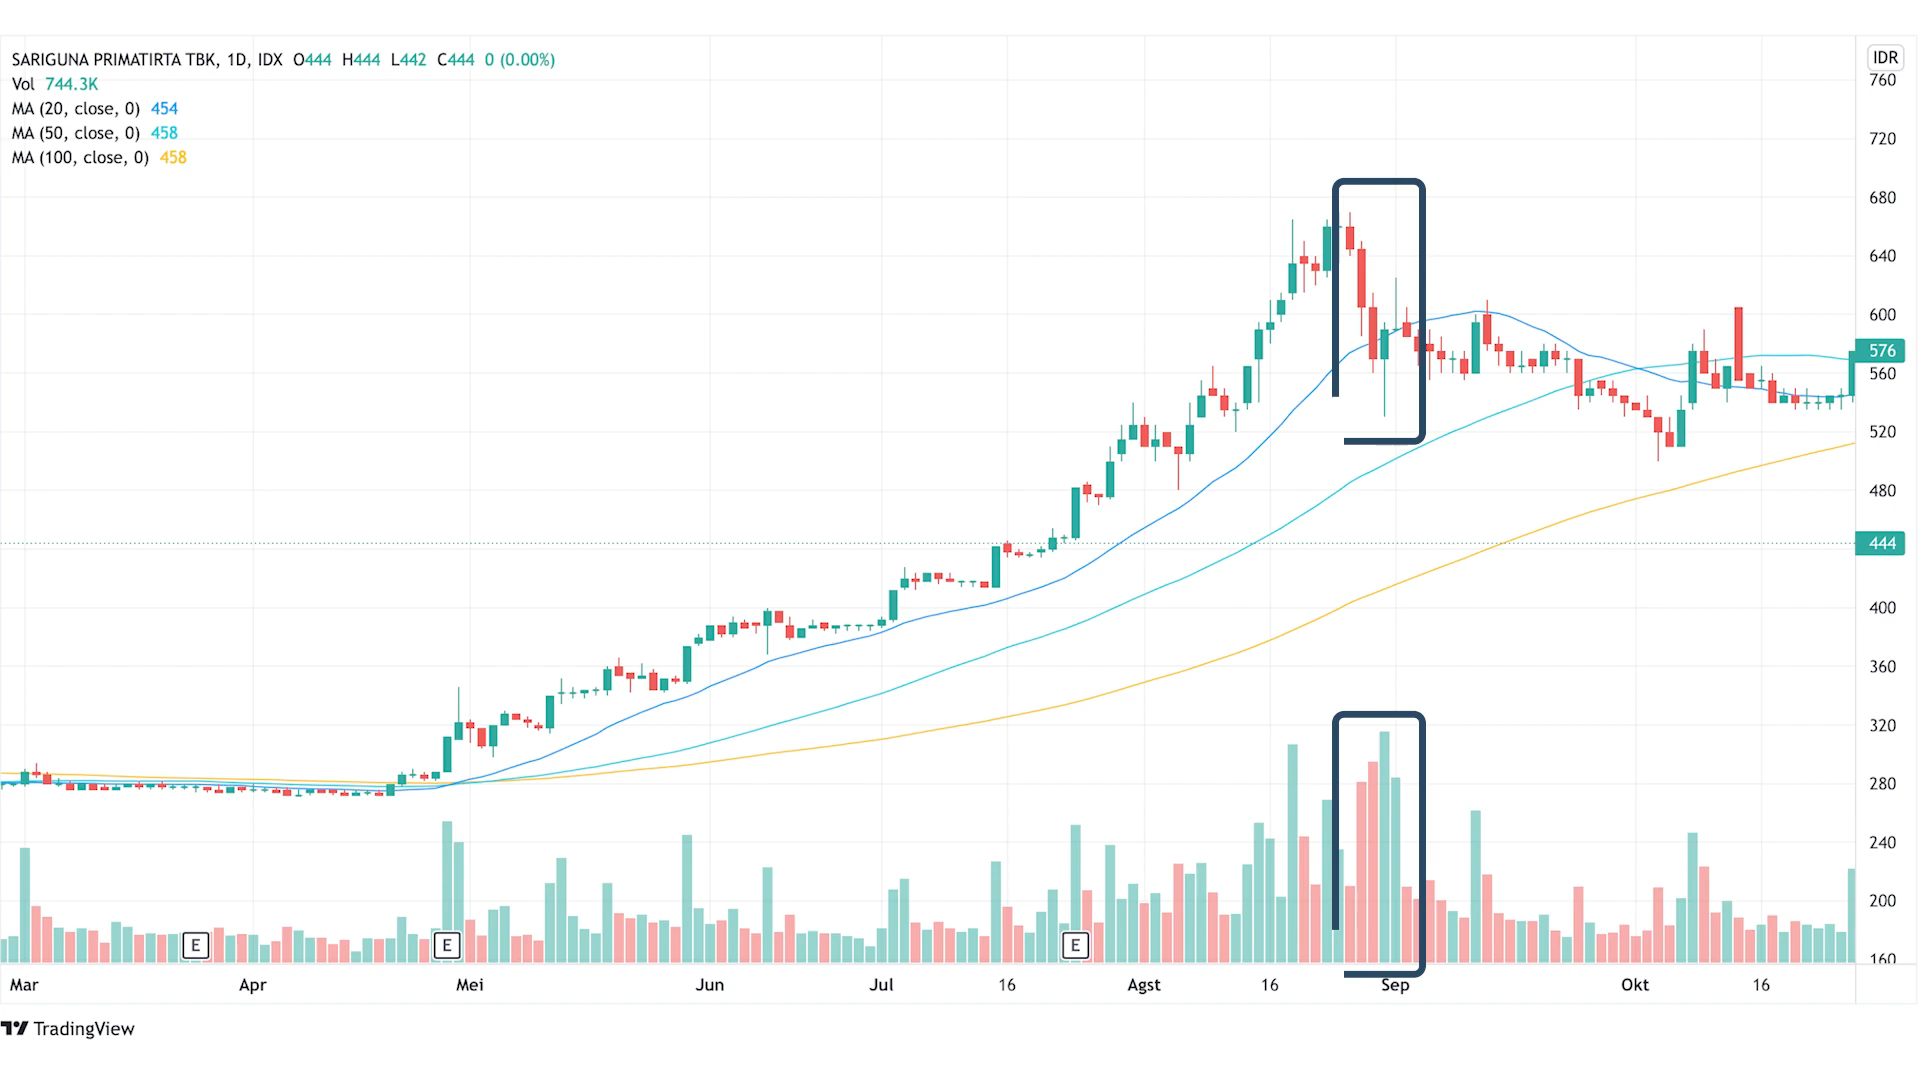 SARIGUNA PRIMATIRTA TBK, 1D, IDX O444 H444 L442 C444 0 (0.00%)
Vol 744.3K
MA (20, close, 0) 454
MA (50, close, 0) 458
MA (100, close, 0) 458
IDR
760
720
680
640
600
576
560
520
480
444
400
360
320
280
240
200
160
E E E
Mar Apr Mei Jun Jul 16 Agst 16 Sep Okt 16
TradingView